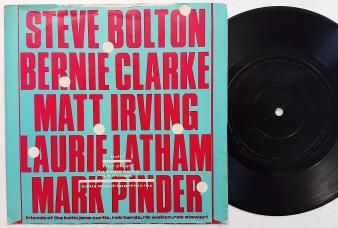 STEVE BOLTON
BERNIE CLARKE
MATT IRVING
LAURIE LATHAM
MARK PINDER
friends of the balls; jane curtis, rob hards, rik walton, rob stewart